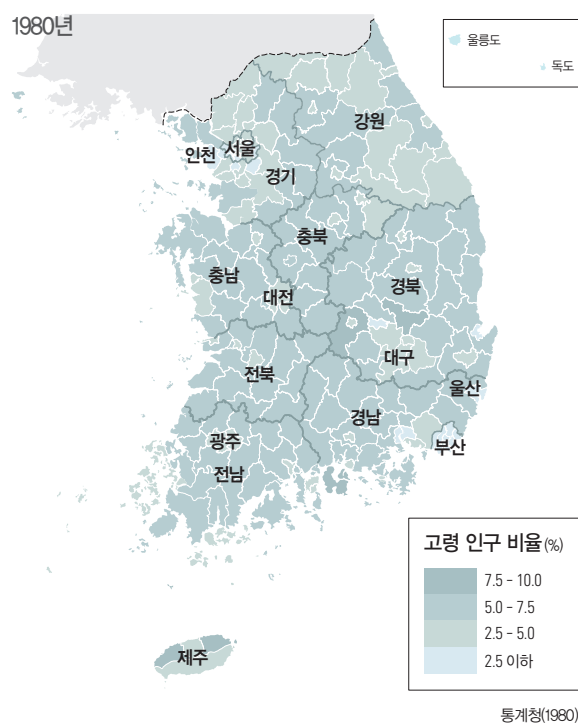 1980년
울릉도
독도
강원
인천
서울
경기
충북
충남
대전
경북
대구
전북
울산
경남
부산
광주
전남
제주
고령 인구 비율(%)
7.5 - 10.0
5.0 - 7.5
2.5 - 5.0
2.5 이하
통계청(1980)